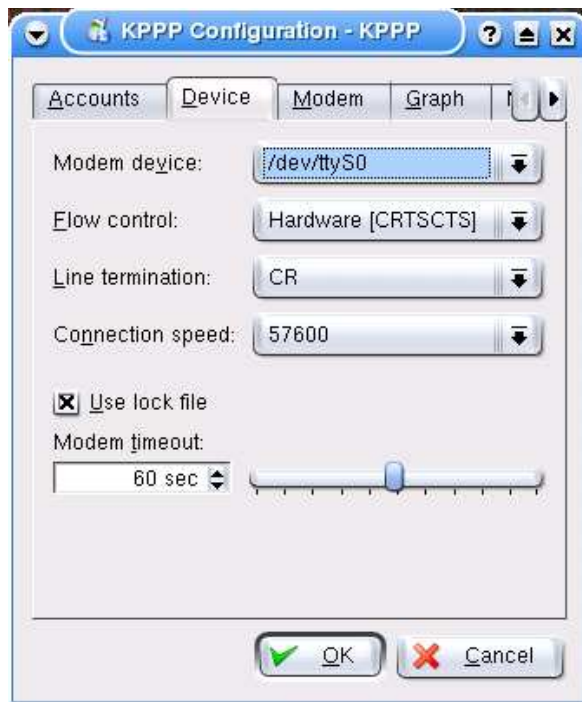 KPPP Configuration - KPPP
Accounts Device Modem Graph
Modem device: /dev/ttyS0
Flow control: Hardware [CRTSCTS]
Line termination: CR
Connection speed: 57600
Use lock file
Modem timeout:
60 sec
OK Cancel